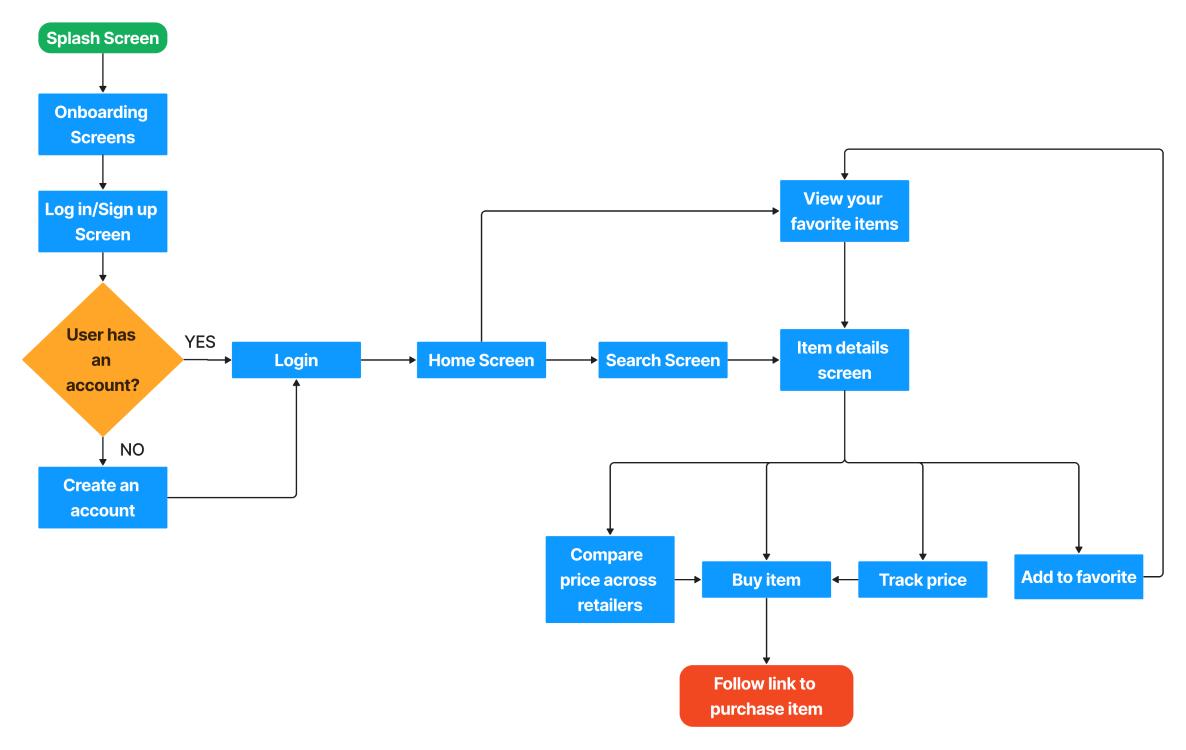 Splash Screen
Onboarding
Screens
Log in/Sign up
Screen
User has
an
account?
YES
NO
Create an
account
Login
Home Screen
Search Screen
View your
favorite items
Item details
screen
Compare
price across
retailers
Buy item
Track price
Add to favorite
Follow link to
purchase item